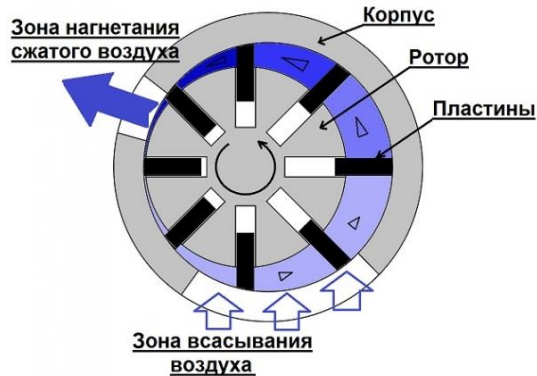 Зона нагнетания
сжатого воздуха
Корпус
Ротор
Пластины
Зона всасывания
воздуха